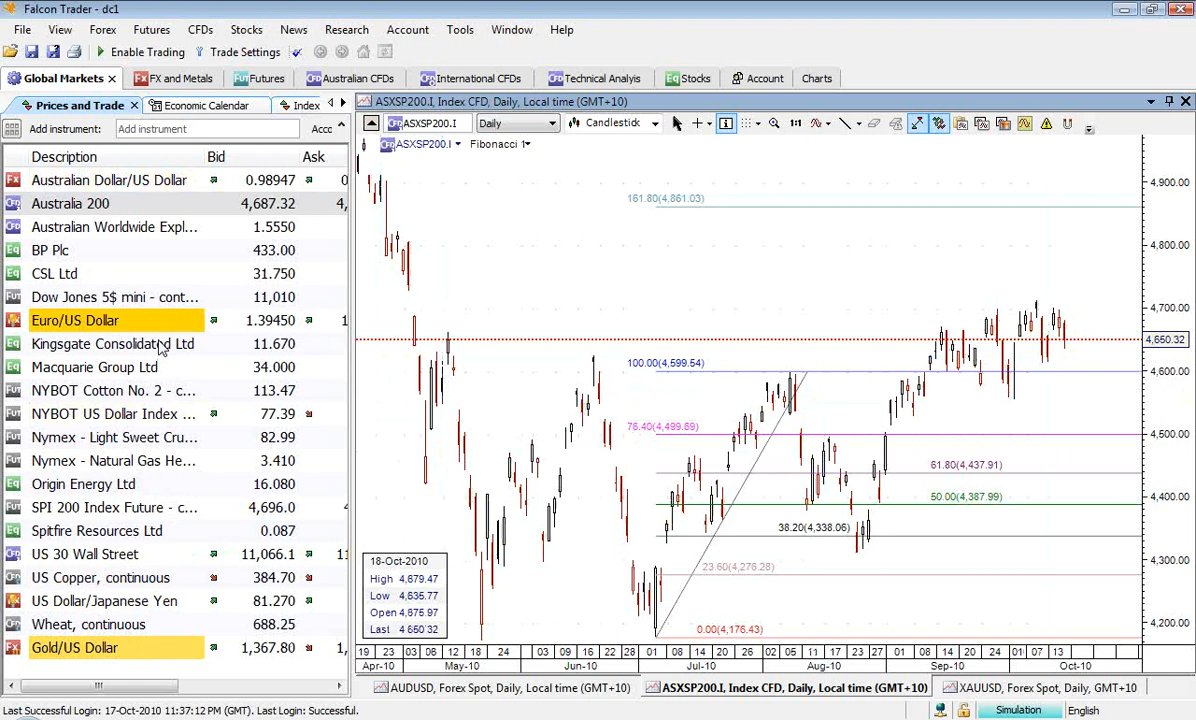 Falcon Trader - dc1
File View Forex Futures CFDs Stocks News Research Account Tools Window Help
Enable Trading Trade Settings
Global Markets FX and Metals Futures Australian CFDs International CFDs Technical Analyis Stocks Account Charts
Prices and Trade Economic Calendar Index
Add instrument: Add instrument Accc
Description Bid Ask
Australian Dollar/US Dollar 0.98947 0
Australia 200 4,687.32 4,
Australian Worldwide Expl... 1.5550
BP Plc 433.00
CSL Ltd 31.750
Dow Jones 5$ mini - cont... 11,010
Euro/US Dollar 1.39450 1
Kingsgate Consolidated Ltd 11.670
Macquarie Group Ltd 34.000
NYBOT Cotton No. 2 - c... 113.47
NYBOT US Dollar Index ... 77.39
Nymex - Light Sweet Cru... 82.99
Nymex - Natural Gas He... 3.410
Origin Energy Ltd 16.080
SPI 200 Index Future - c... 4,696.0
Spitfire Resources Ltd 0.087
US 30 Wall Street 11,066.1 11
US Copper, continuous 384.70
US Dollar/Japanese Yen 81.270
Wheat, continuous 688.25
Gold/US Dollar 1,367.80 1,
ASXSP200.I, Index CFD, Daily, Local time (GMT+10)
ASXSP200.I Daily Candlestick 1:1
ASXSP200.I Fibonacci 1
161.80(4,861.03)
100.00(4,599.54)
76.40(4,499.89)
61.80(4,437.91)
50.00(4,387.99)
38.20(4,338.06)
23.60(4,276.28)
0.00(4,176.43)
4,900.00
4,800.00
4,700.00
4,650.32
4,600.00
4,500.00
4,400.00
4,300.00
4,200.00
18-Oct-2010
High 4,679.47
Low 4,635.77
Open 4,675.97
Last 4 650 32
19 23 03 06 12 18 24 03 09 16 22 28 01 08 14 20 26 02 05 11 17 23 27 01 08 14 20 24 01 07 13
Apr-10 May-10 Jun-10 Jul-10 Aug-10 Sep-10 Oct-10
AUDUSD, Forex Spot, Daily, Local time (GMT+10) ASXSP200.I, Index CFD, Daily, Local time (GMT+10) XAUUSD, Forex Spot, Daily, Local time (GMT+10)
Last Successful Login: 17-Oct-2010 11:37:12 PM (GMT). Last Login: Successful. Simulation English